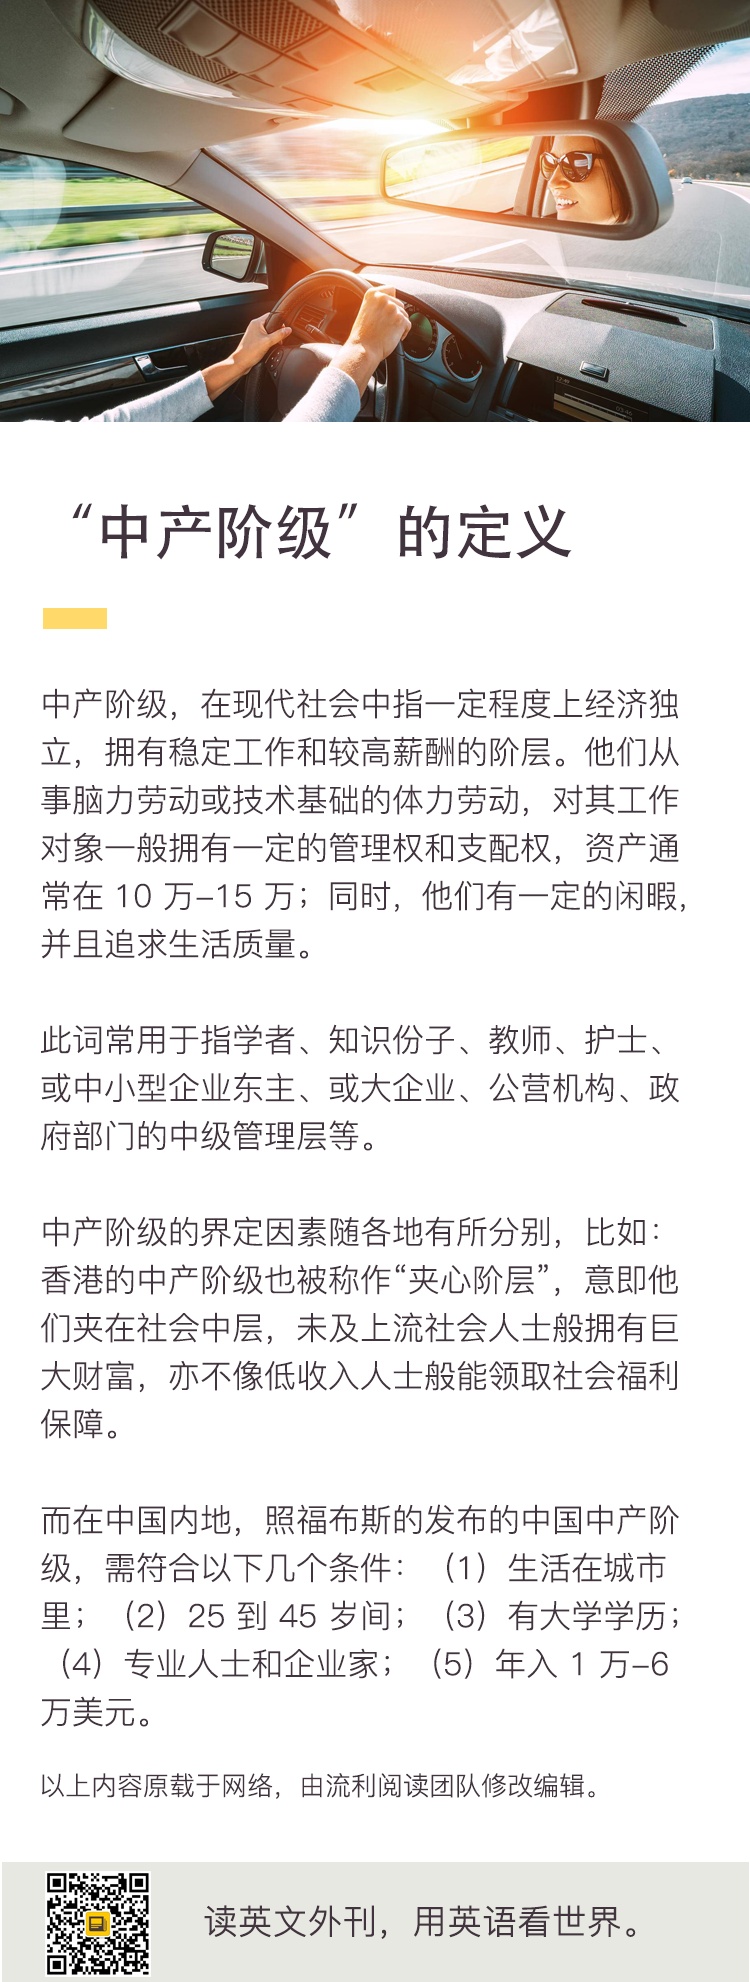 “中产阶级”的定义
中产阶级，在现代社会中指一定程度上经济独
立，拥有稳定工作和较高薪酬的阶层。他们从
事脑力劳动或技术基础的体力劳动，对其工作
对象一般拥有一定的管理权和支配权，资产通
常在 10 万-15 万；同时，他们有一定的闲暇，
并且追求生活质量。
此词常用于指学者、知识份子、教师、护士、
或中小型企业东主、或大企业、公营机构、政
府部门的中级管理层等。
中产阶级的界定因素随各地有所分别，比如：
香港的中产阶级也被称作“夹心阶层”，意即他
们夹在社会中层，未及上流社会人士般拥有巨
大财富，亦不像低收入人士般能领取社会福利
保障。
而在中国内地，照福布斯的发布的中国中产阶
级，需符合以下几个条件：（1）生活在城市
里；（2）25 到 45 岁间；（3）有大学学历；
（4）专业人士和企业家；（5）年入 1 万-6
万美元。
以上内容原载于网络，由流利阅读团队修改编辑。
读英文外刊，用英语看世界。